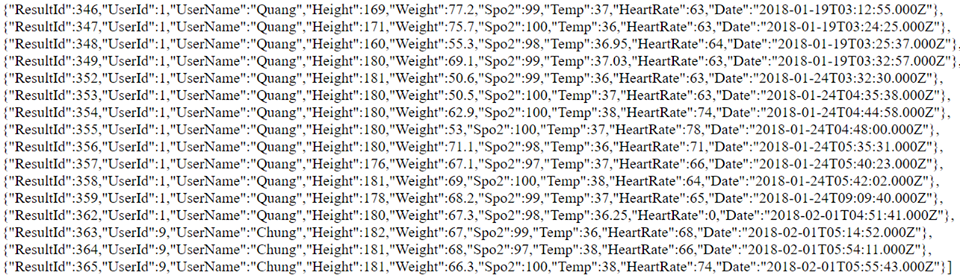 {"ResultId":346,"UserId":1,"UserName":"Quang","Height":169,"Weight":77.2,"Spo2":99,"Temp":37,"HeartRate":63,"Date":"2018-01-19T03:12:55.000Z"},
{"ResultId":347,"UserId":1,"UserName":"Quang","Height":171,"Weight":75.7,"Spo2":100,"Temp":36,"HeartRate":63,"Date":"2018-01-19T03:24:25.000Z"},
{"ResultId":348,"UserId":1,"UserName":"Quang","Height":160,"Weight":55.3,"Spo2":98,"Temp":36.95,"HeartRate":64,"Date":"2018-01-19T03:25:37.000Z"},
{"ResultId":349,"UserId":1,"UserName":"Quang","Height":180,"Weight":69.1,"Spo2":99,"Temp":37.03,"HeartRate":63,"Date":"2018-01-19T03:32:57.000Z"},
{"ResultId":352,"UserId":1,"UserName":"Quang","Height":181,"Weight":50.6,"Spo2":99,"Temp":36,"HeartRate":63,"Date":"2018-01-24T03:32:30.000Z"},
{"ResultId":353,"UserId":1,"UserName":"Quang","Height":180,"Weight":50.5,"Spo2":100,"Temp":37,"HeartRate":63,"Date":"2018-01-24T04:35:38.000Z"},
{"ResultId":354,"UserId":1,"UserName":"Quang","Height":180,"Weight":62.9,"Spo2":100,"Temp":38,"HeartRate":74,"Date":"2018-01-24T04:44:58.000Z"},
{"ResultId":355,"UserId":1,"UserName":"Quang","Height":180,"Weight":53,"Spo2":100,"Temp":37,"HeartRate":78,"Date":"2018-01-24T04:48:00.000Z"},
{"ResultId":356,"UserId":1,"UserName":"Quang","Height":180,"Weight":71.1,"Spo2":98,"Temp":36,"HeartRate":71,"Date":"2018-01-24T05:35:31.000Z"},
{"ResultId":357,"UserId":1,"UserName":"Quang","Height":176,"Weight":67.1,"Spo2":97,"Temp":37,"HeartRate":66,"Date":"2018-01-24T05:40:23.000Z"},
{"ResultId":358,"UserId":1,"UserName":"Quang","Height":181,"Weight":69,"Spo2":100,"Temp":38,"HeartRate":64,"Date":"2018-01-24T05:42:02.000Z"},
{"ResultId":359,"UserId":1,"UserName":"Quang","Height":178,"Weight":68.2,"Spo2":99,"Temp":37,"HeartRate":65,"Date":"2018-01-24T09:09:40.000Z"},
{"ResultId":362,"UserId":1,"UserName":"Quang","Height":180,"Weight":67.3,"Spo2":98,"Temp":36.25,"HeartRate":0,"Date":"2018-02-01T04:51:41.000Z"},
{"ResultId":363,"UserId":9,"UserName":"Chung","Height":182,"Weight":67,"Spo2":99,"Temp":36,"HeartRate":68,"Date":"2018-02-01T05:14:52.000Z"},
{"ResultId":364,"UserId":9,"UserName":"Chung","Height":181,"Weight":68,"Spo2":97,"Temp":38,"HeartRate":66,"Date":"2018-02-01T05:54:11.000Z"},
{"ResultId":365,"UserId":9,"UserName":"Chung","Height":181,"Weight":66.3,"Spo2":100,"Temp":38,"HeartRate":74,"Date":"2018-02-01T05:55:43.000Z"}]